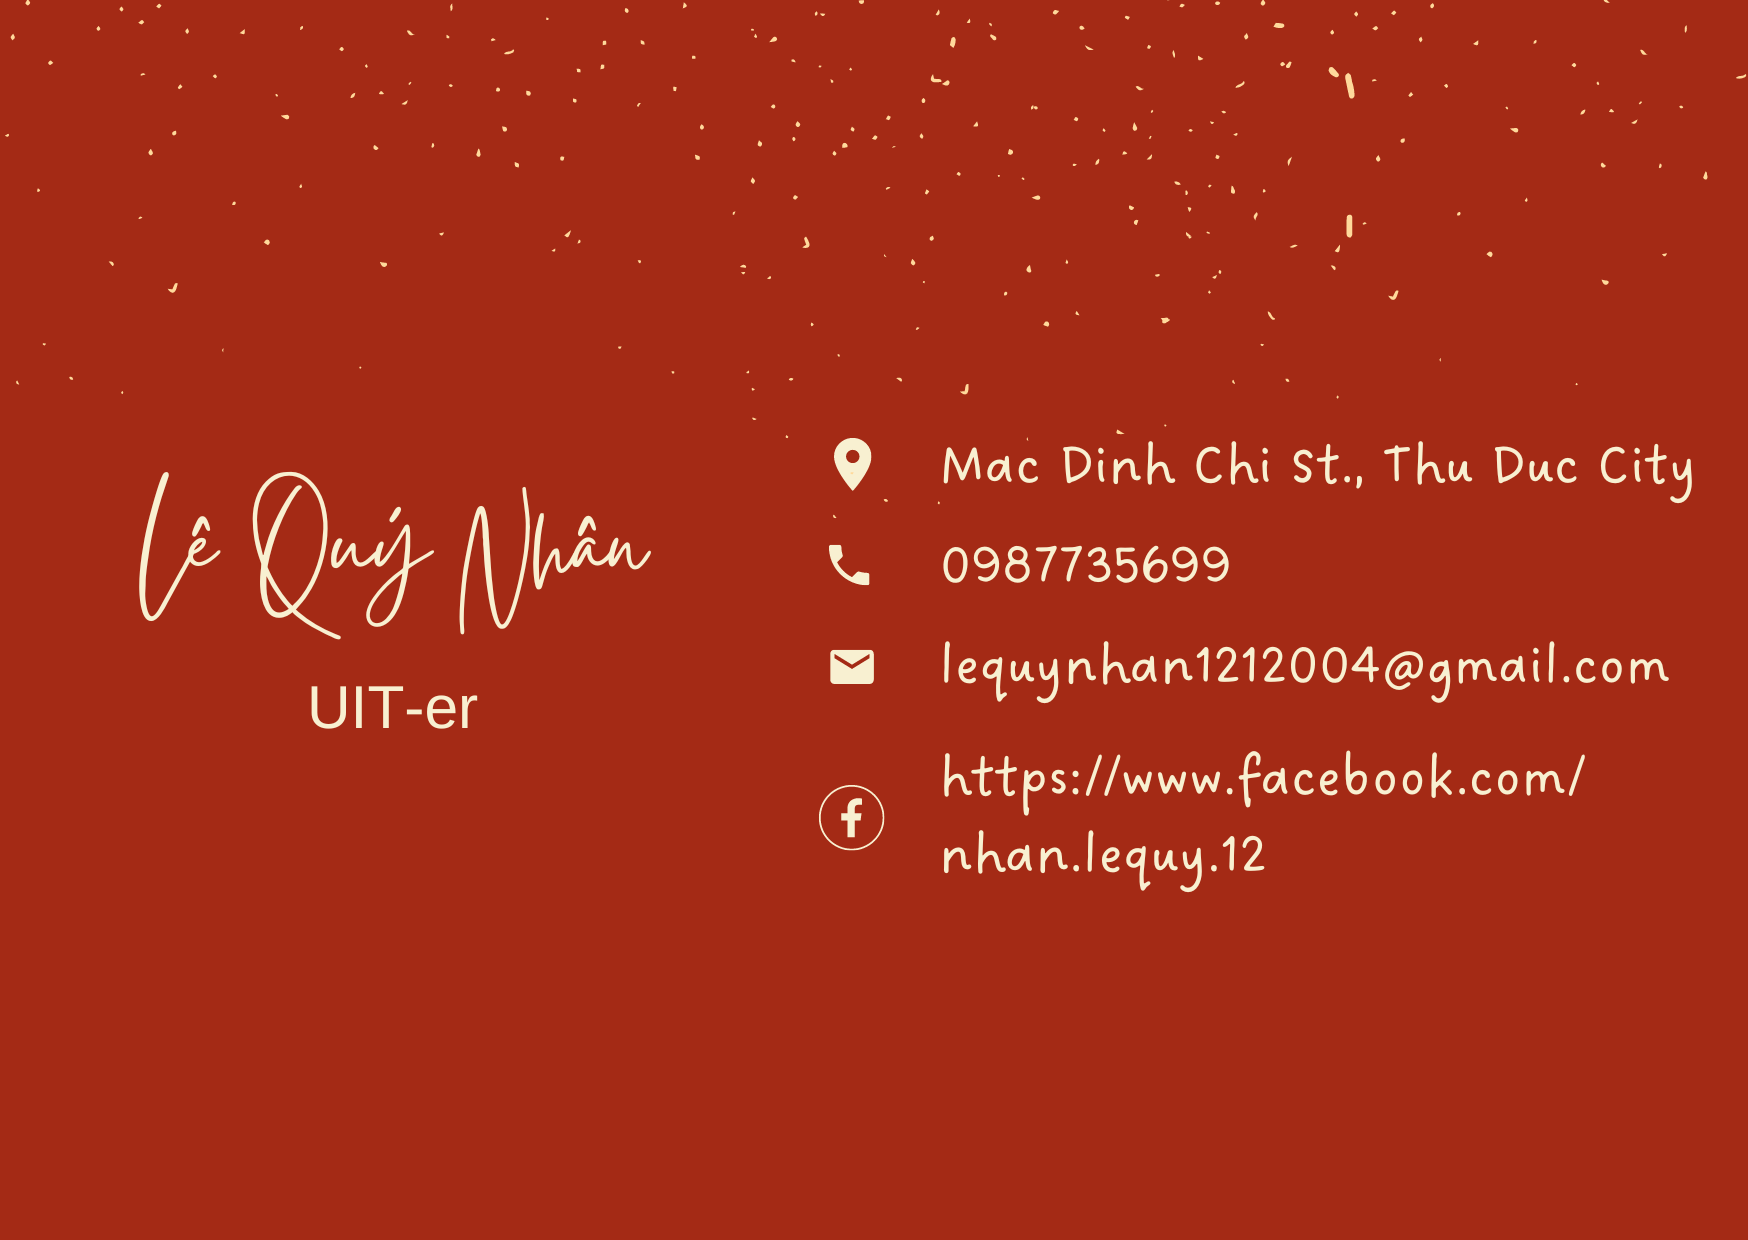 Lê Quý Nhân
UIT-er
Mac Dinh Chi St., Thu Duc City
0987735699
lequynhan1212004@gmail.com
https://www.facebook.com/
nhan.lequy.12